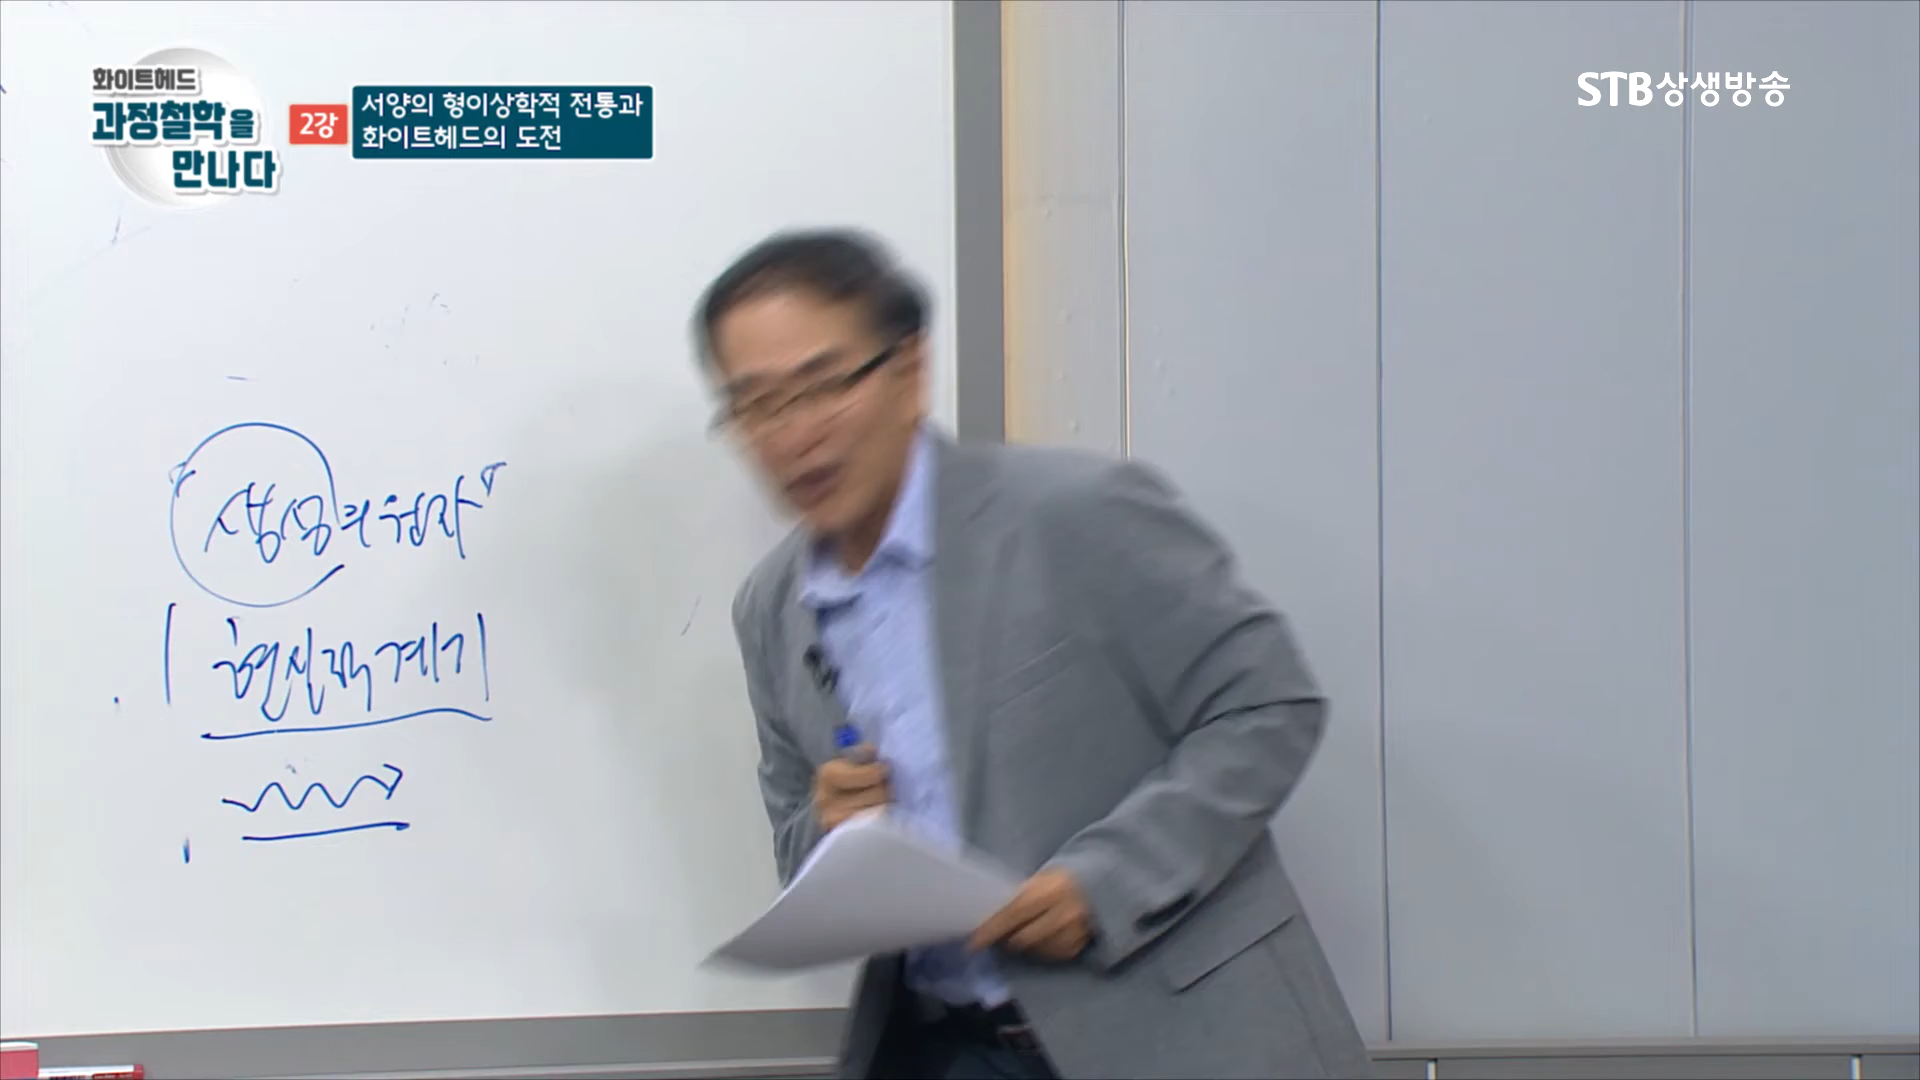 화이트헤드
과정철학을
만나다
2강
서양의 형이상학적 전통과
화이트헤드의 도전
STB상생방송
"생성의 원자"
현실적 계기